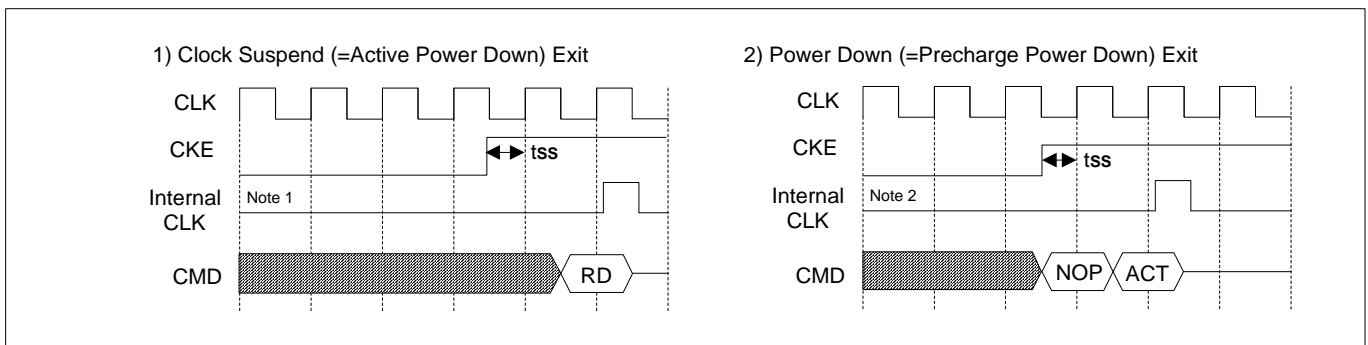 1) Clock Suspend (=Active Power Down) Exit
CLK
CKE
tss
Internal
CLK
Note 1
CMD
RD
2) Power Down (=Precharge Power Down) Exit
CLK
CKE
tss
Internal
CLK
Note 2
CMD
NOP
ACT